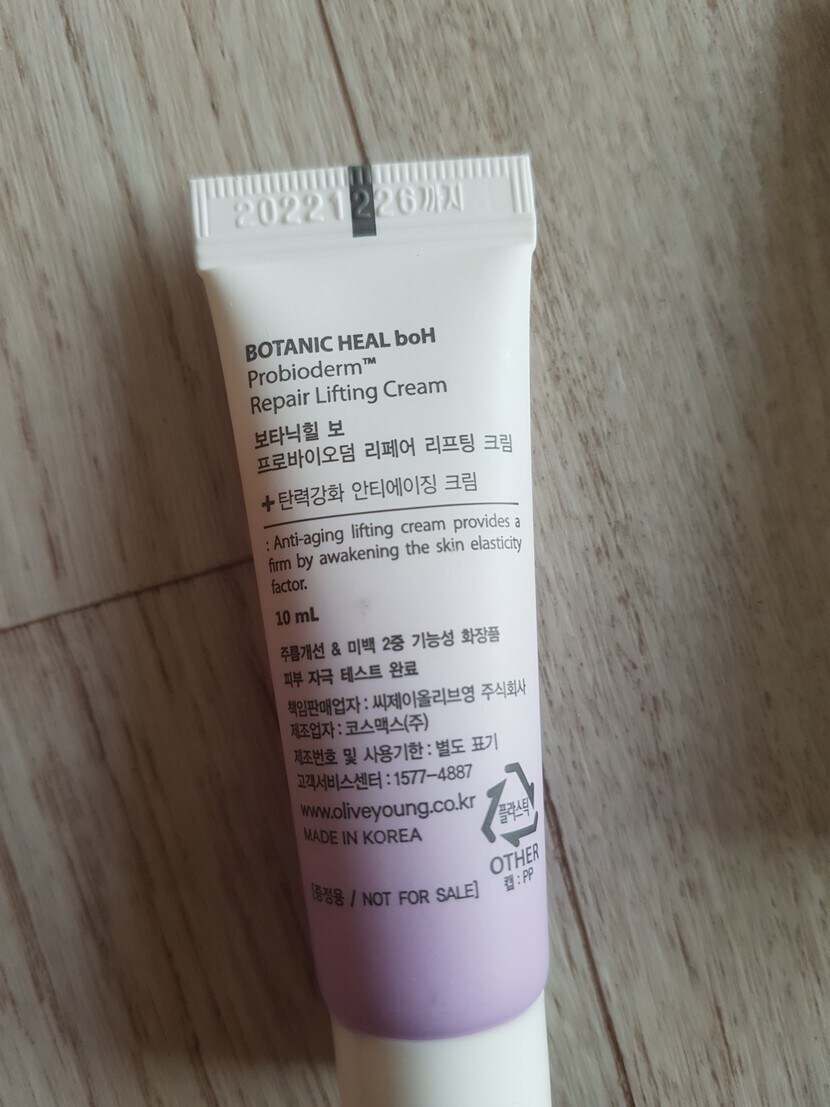 20221226까지
BOTANIC HEAL boH
Probioderm™
Repair Lifting Cream
보타닉힐 보
프로바이오덤 리페어 리프팅 크림
+탄력강화 안티에이징 크림
: Anti-aging lifting cream provides a
firm by awakening the skin elasticity
factor.
10 mL
주름개선 & 미백 2중 기능성 화장품
피부 자극 테스트 완료
책임판매업자 : 씨제이올리브영 주식회사
제조업자 : 코스맥스(주)
제조번호 및 사용기한 : 별도 표기
고객서비스센터 : 1577-4887
www.oliveyoung.co.kr
MADE IN KOREA
플라스틱
OTHER
캡 : PP
[증정용 / NOT FOR SALE]